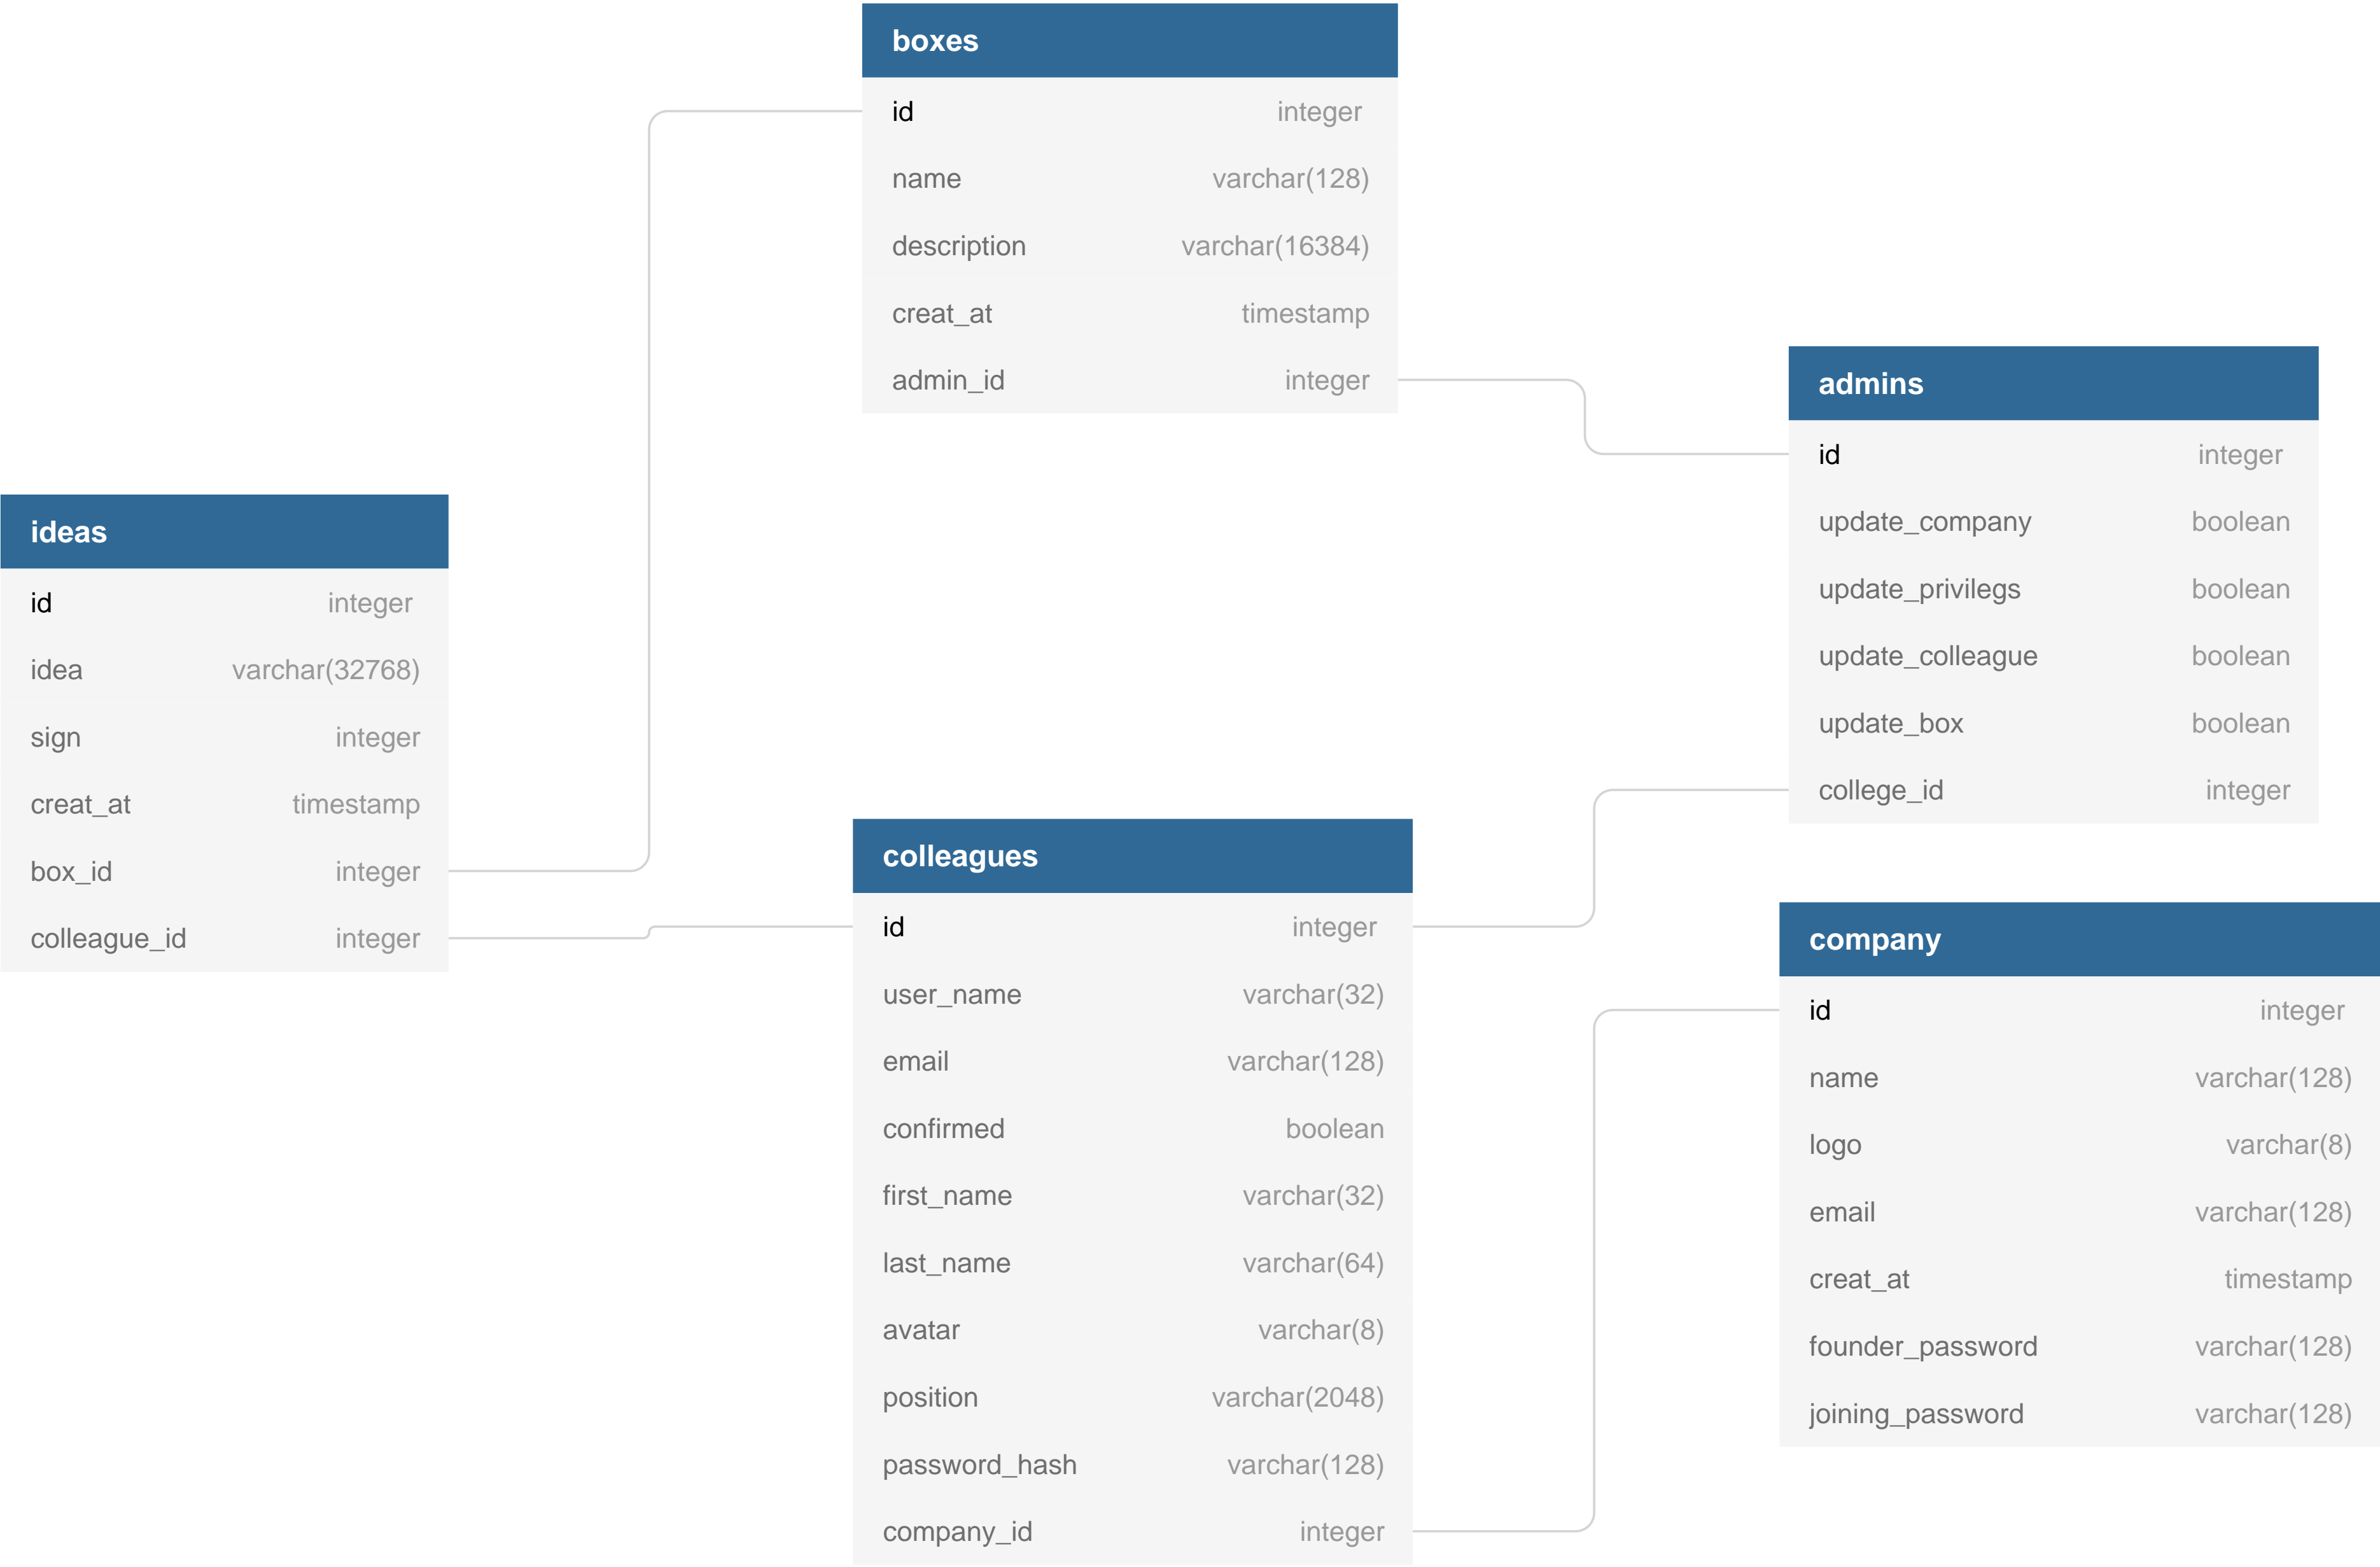 boxes
id integer
name varchar(128)
description varchar(16384)
creat_at timestamp
admin_id integer
admins
id integer
update_company boolean
update_privilegs boolean
update_colleague boolean
update_box boolean
college_id integer
ideas
id integer
idea varchar(32768)
sign integer
creat_at timestamp
box_id integer
colleague_id integer
colleagues
id integer
user_name varchar(32)
email varchar(128)
confirmed boolean
first_name varchar(32)
last_name varchar(64)
avatar varchar(8)
position varchar(2048)
password_hash varchar(128)
company_id integer
company
id integer
name varchar(128)
logo varchar(8)
email varchar(128)
creat_at timestamp
founder_password varchar(128)
joining_password varchar(128)